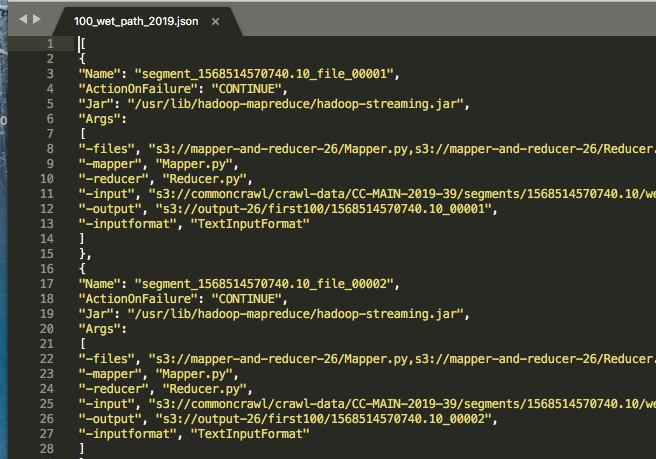 100_wet_path_2019.json ×
1 [
2 {
3 "Name": "segment_1568514570740.10_file_00001",
4 "ActionOnFailure": "CONTINUE",
5 "Jar": "/usr/lib/hadoop-mapreduce/hadoop-streaming.jar",
6 "Args":
7 [
8 "-files", "s3://mapper-and-reducer-26/Mapper.py,s3://mapper-and-reducer-26/Reducer.
9 "-mapper", "Mapper.py",
10 "-reducer", "Reducer.py",
11 "-input", "s3://commoncrawl/crawl-data/CC-MAIN-2019-39/segments/1568514570740.10/we
12 "-output", "s3://output-26/first100/1568514570740.10_00001",
13 "-inputformat", "TextInputFormat"
14 ]
15 },
16 {
17 "Name": "segment_1568514570740.10_file_00002",
18 "ActionOnFailure": "CONTINUE",
19 "Jar": "/usr/lib/hadoop-mapreduce/hadoop-streaming.jar",
20 "Args":
21 [
22 "-files", "s3://mapper-and-reducer-26/Mapper.py,s3://mapper-and-reducer-26/Reducer.
23 "-mapper", "Mapper.py",
24 "-reducer", "Reducer.py",
25 "-input", "s3://commoncrawl/crawl-data/CC-MAIN-2019-39/segments/1568514570740.10/we
26 "-output", "s3://output-26/first100/1568514570740.10_00002",
27 "-inputformat", "TextInputFormat"
28 ]